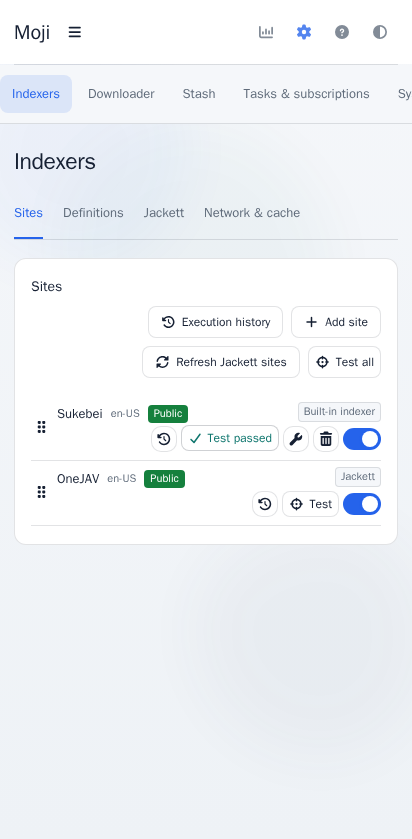 Moji
Indexers Downloader Stash Tasks & subscriptions Sy
Indexers
Sites Definitions Jackett Network & cache
Sites
Execution history Add site
Refresh Jackett sites Test all
Sukebei en-US Public Built-in indexer
Test passed
OneJAV en-US Public Jackett
Test